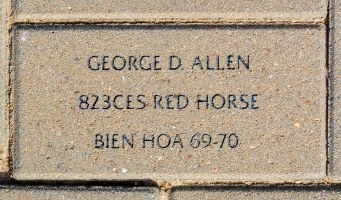 GEORGE D. ALLEN
823CES RED HORSE
BIEN HOA 69-70